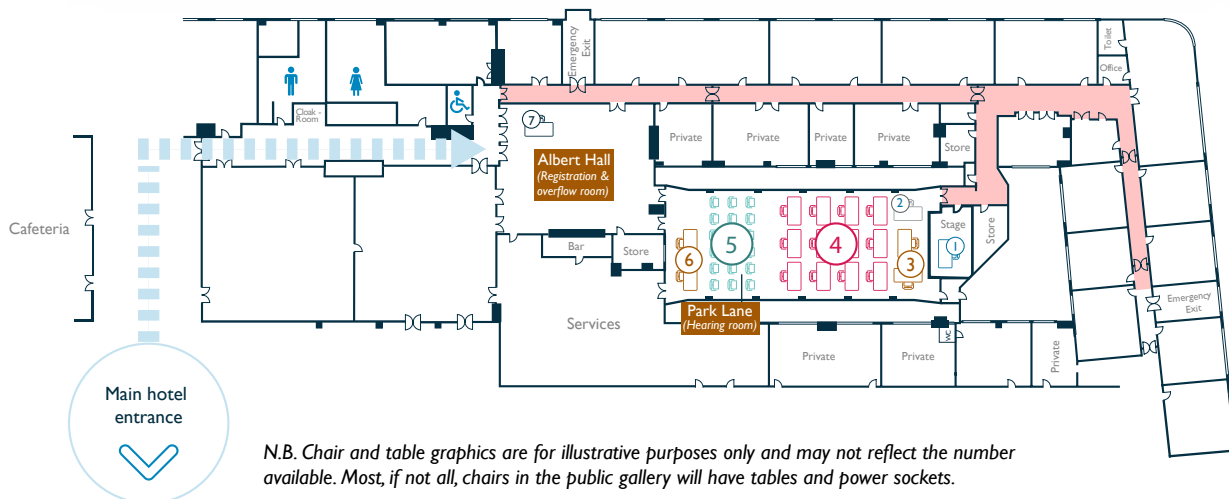 Emergency
Exit
Toilet
Office
Cloak -
Room
7
Albert Hall
(Registration &
overflow room)
Private
Private
Private
Private
Store
Cafeteria
Bar
Store
6
5
4
2
3
Stage
1
Store
Park Lane
(Hearing room)
Services
Emergency
Exit
WC
Private
Private
Private
Main hotel
entrance
N.B. Chair and table graphics are for illustrative purposes only and may not reflect the number
available. Most, if not all, chairs in the public gallery will have tables and power sockets.